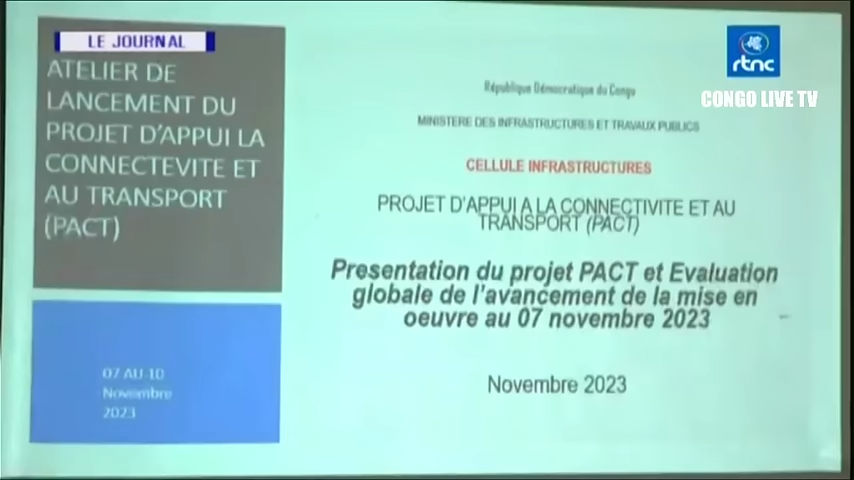 LE JOURNAL
ATELIER DE
LANCEMENT DU
PROJET D'APPUI LA
CONNECTEVITE ET
AU TRANSPORT
(PACT)
07 AU 10
Novembre
2023
rtnc
CONGO LIVE TV
République Démocratique du Congo
MINISTERE DES INFRASTRUCTURES ET TRAVAUX PUBLICS
CELLULE INFRASTRUCTURES
PROJET D'APPUI A LA CONNECTIVITE ET AU
TRANSPORT (PACT)
Presentation du projet PACT et Evaluation
globale de l'avancement de la mise en
oeuvre au 07 novembre 2023
Novembre 2023